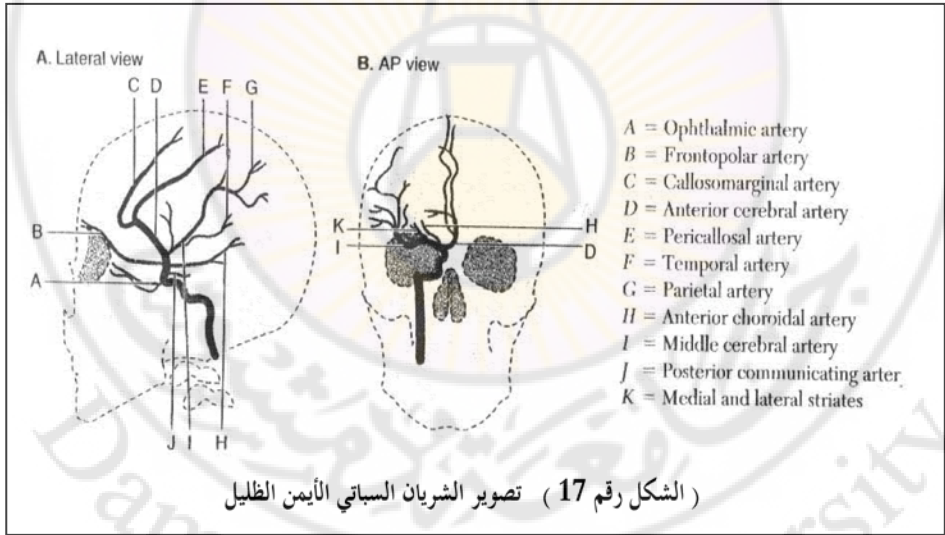 A. Lateral view
C D E F G
B
A
J I H
B. AP view
K
I
H
D
A = Ophthalmic artery
B = Frontopolar artery
C = Callosomarginal artery
D = Anterior cerebral artery
E = Pericallosal artery
F = Temporal artery
G = Parietal artery
H = Anterior choroidal artery
I = Middle cerebral artery
J = Posterior communicating arter
K = Medial and lateral striates
( الشكل رقم 17 ) تصوير الشريان السباتي الأيمن الظليل